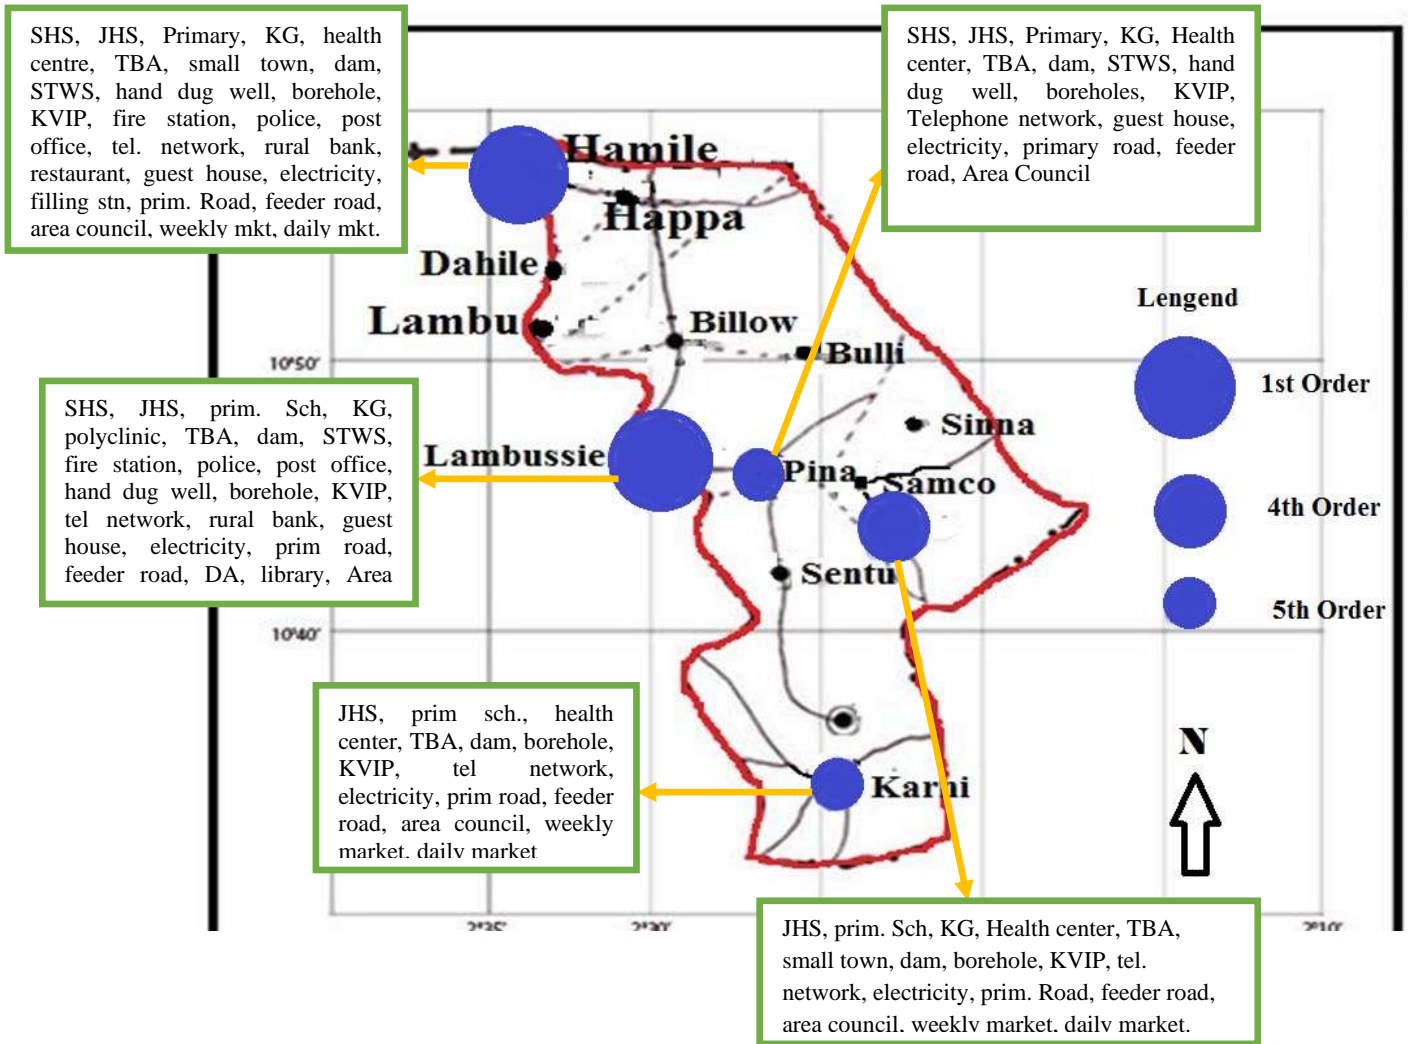 SHS, JHS, Primary, KG, health
centre, TBA, small town, dam,
STWS, hand dug well, borehole,
KVIP, fire station, police, post
office, tel. network, rural bank,
restaurant, guest house, electricity,
filling stn, prim. Road, feeder road,
area council, weekly mkt, daily mkt.
SHS, JHS, Primary, KG, Health
center, TBA, dam, STWS, hand
dug well, boreholes, KVIP,
Telephone network, guest house,
electricity, primary road, feeder
road, Area Council
Hamile
Happa
Dahile
Lambu
Billow
Bulli
10°50'
Lengend
1st Order
4th Order
5th Order
SHS, JHS, prim. Sch, KG,
polyclinic, TBA, dam, STWS,
fire station, police, post office,
hand dug well, borehole, KVIP,
tel network, rural bank, guest
house, electricity, prim road,
feeder road, DA, library, Area
Lambussie
Pina
Sinna
Samco
Sentu
10°40'
JHS, prim sch., health
center, TBA, dam, borehole,
KVIP, tel network,
electricity, prim road, feeder
road, area council, weekly
market, daily market
Karni
N
2°35'
2°30'
2°10'
JHS, prim. Sch, KG, Health center, TBA,
small town, dam, borehole, KVIP, tel.
network, electricity, prim. Road, feeder road,
area council, weekly market, daily market.